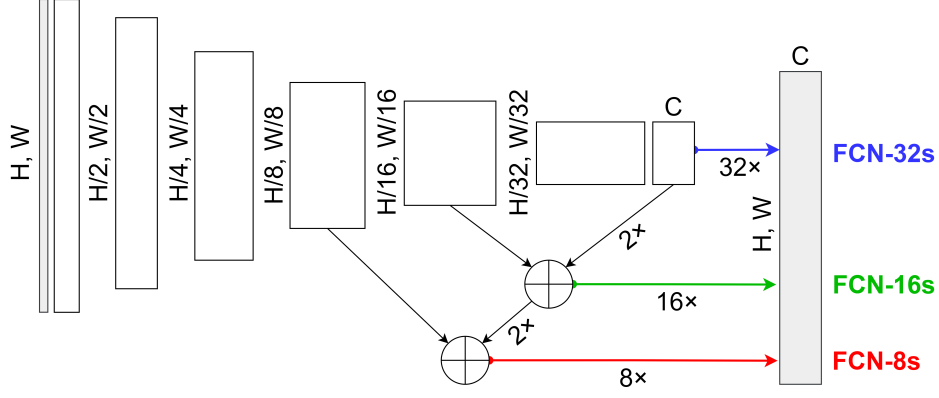 H, W
H/2, W/2
H/4, W/4
H/8, W/8
H/16, W/16
H/32, W/32
C
C
32×
FCN-32s
H, W
2×
16×
FCN-16s
2×
8×
FCN-8s